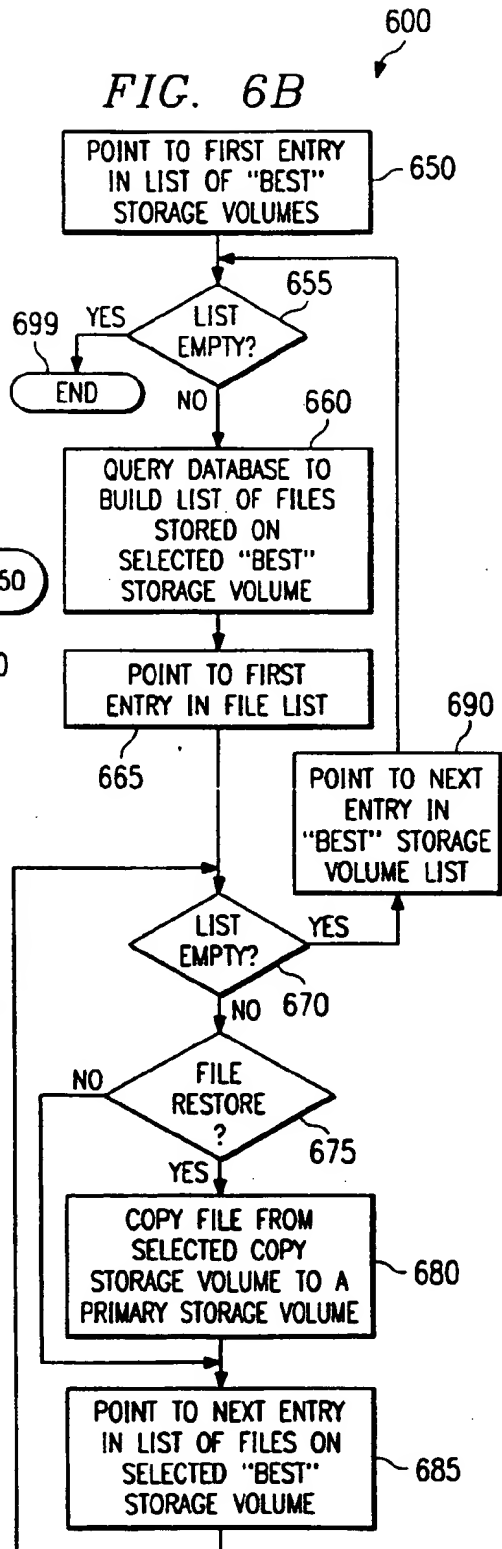 600
FIG. 6B
POINT TO FIRST ENTRY
IN LIST OF "BEST"
STORAGE VOLUMES
650
655
LIST
EMPTY?
YES
699
END
NO
660
QUERY DATABASE TO
BUILD LIST OF FILES
STORED ON
SELECTED "BEST"
STORAGE VOLUME
60
0
POINT TO FIRST
ENTRY IN FILE LIST
665
690
POINT TO NEXT
ENTRY IN
"BEST" STORAGE
VOLUME LIST
LIST
EMPTY?
YES
670
NO
NO
FILE
RESTORE
?
675
YES
COPY FILE FROM
SELECTED COPY
STORAGE VOLUME TO A
PRIMARY STORAGE VOLUME
680
POINT TO NEXT ENTRY
IN LIST OF FILES ON
SELECTED "BEST"
STORAGE VOLUME
685